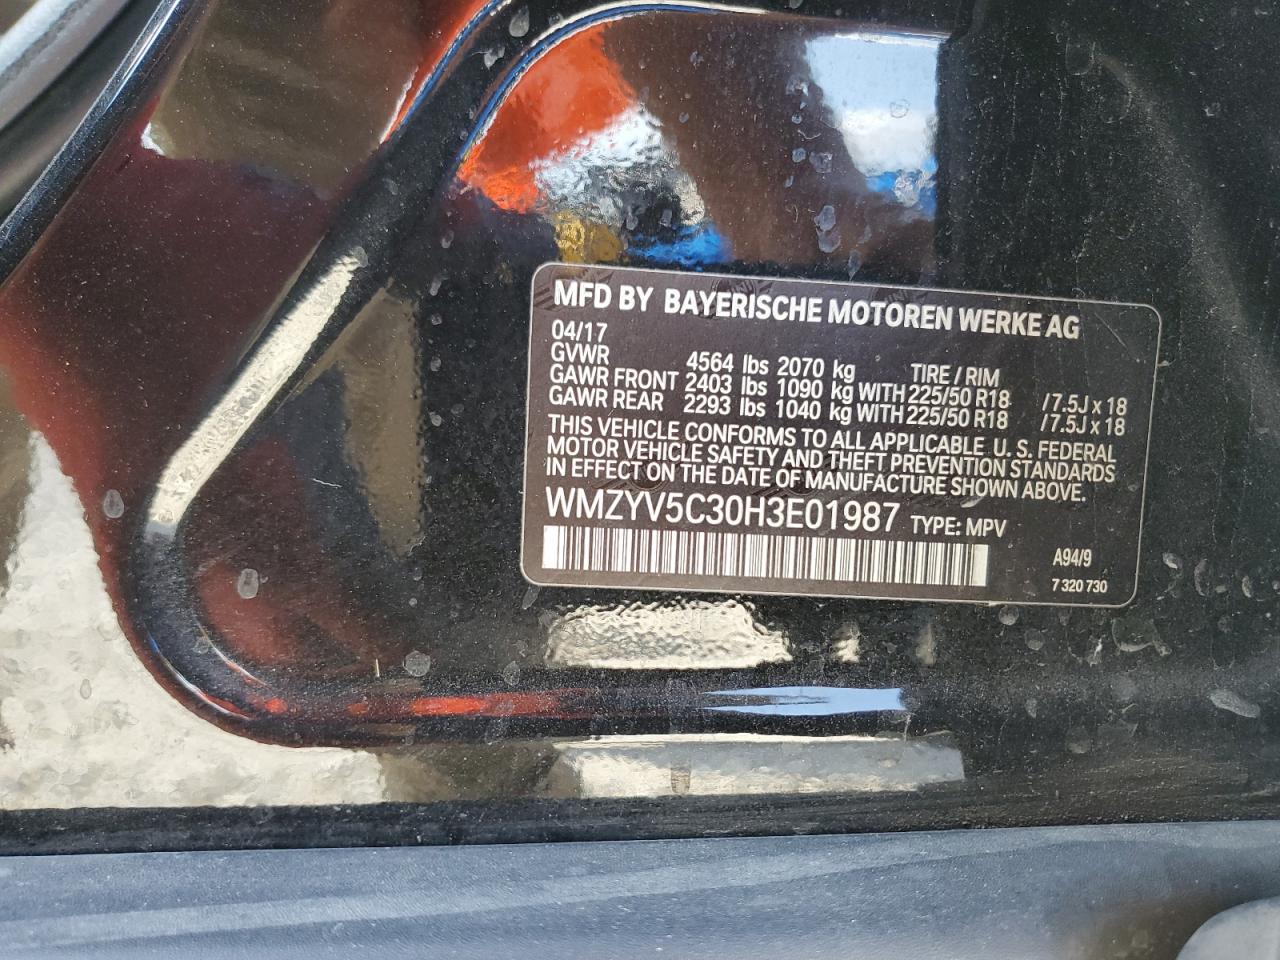 MFD BY BAYERISCHE MOTOREN WERKE AG
04/17
GVWR 4564 lbs 2070 kg TIRE / RIM
GAWR FRONT 2403 lbs 1090 kg WITH 225/50 R18 /7.5J x 18
GAWR REAR 2293 lbs 1040 kg WITH 225/50 R18 /7.5J x 18
THIS VEHICLE CONFORMS TO ALL APPLICABLE U.S. FEDERAL
MOTOR VEHICLE SAFETY AND THEFT PREVENTION STANDARDS
IN EFFECT ON THE DATE OF MANUFACTURE SHOWN ABOVE.
WMZYV5C30H3E01987 TYPE: MPV
A94/9
7 320 730